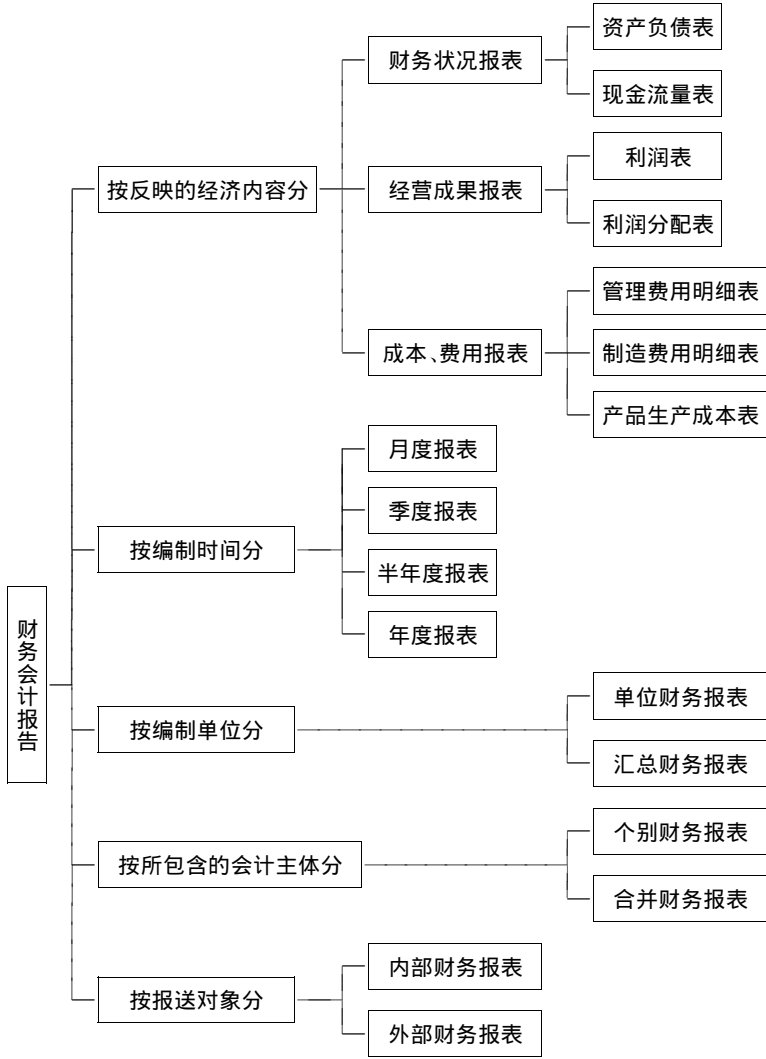 财务会计报告
按反映的经济内容分
财务状况报表
资产负债表
现金流量表
经营成果报表
利润表
利润分配表
成本、费用报表
管理费用明细表
制造费用明细表
产品生产成本表
按编制时间分
月度报表
季度报表
半年度报表
年度报表
按编制单位分
单位财务报表
汇总财务报表
按所包含的会计主体分
个别财务报表
合并财务报表
按报送对象分
内部财务报表
外部财务报表